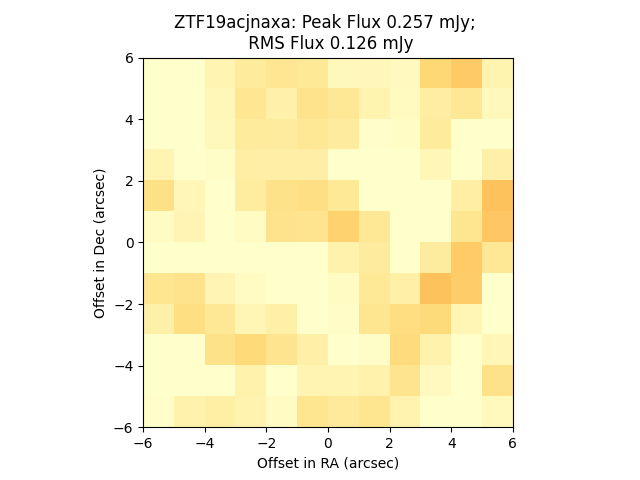 ZTF19acjnaxa: Peak Flux 0.257 mJy;
RMS Flux 0.126 mJy
6
4
2
0
−2
−4
−6
Offset in Dec (arcsec)
−6 −4 −2 0 2 4 6
Offset in RA (arcsec)